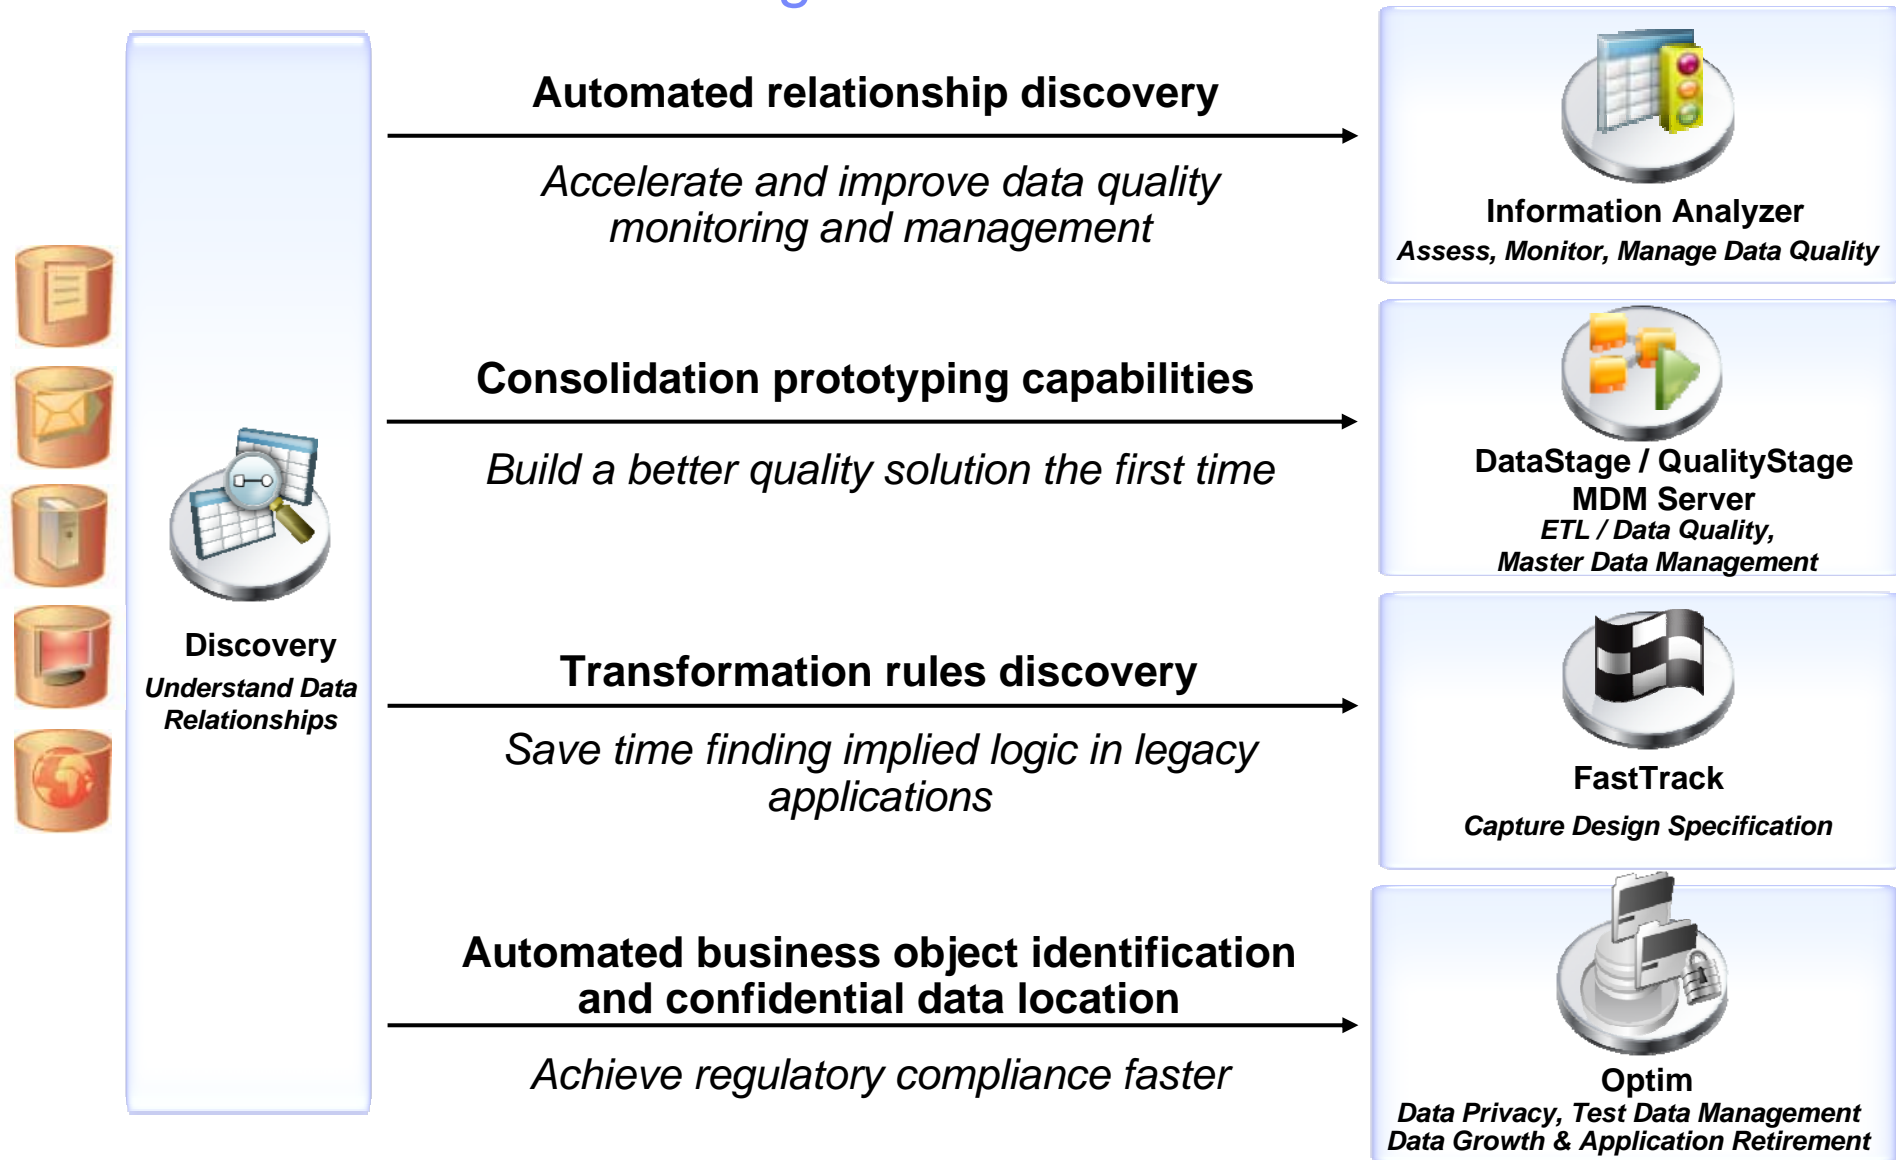 Discovery
Understand Data
Relationships
Automated relationship discovery
Accelerate and improve data quality
monitoring and management
Information Analyzer
Assess, Monitor, Manage Data Quality
Consolidation prototyping capabilities
Build a better quality solution the first time
DataStage / QualityStage
MDM Server
ETL / Data Quality,
Master Data Management
Transformation rules discovery
Save time finding implied logic in legacy
applications
FastTrack
Capture Design Specification
Automated business object identification
and confidential data location
Achieve regulatory compliance faster
Optim
Data Privacy, Test Data Management
Data Growth & Application Retirement